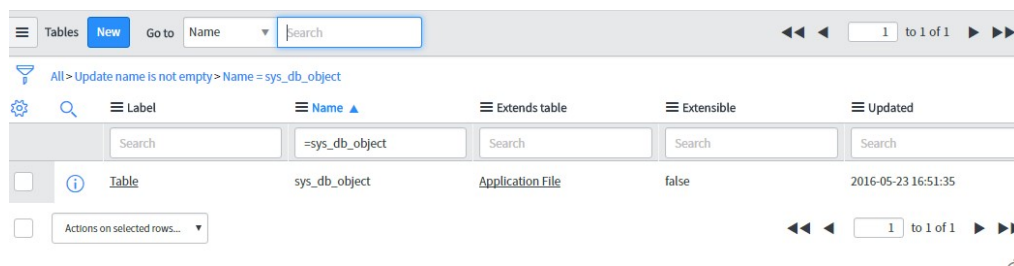 Tables New Go to Name Search 1 to 1 of 1
All > Update name is not empty > Name = sys_db_object
Label Name Extends table Extensible Updated
Search =sys_db_object Search Search Search
Table sys_db_object Application File false 2016-05-23 16:51:35
Actions on selected rows... 1 to 1 of 1